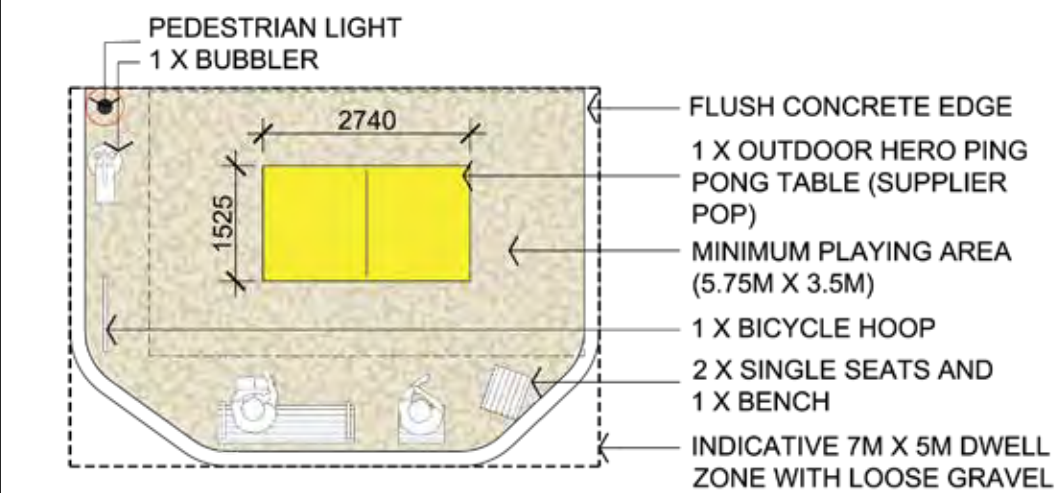 PEDESTRIAN LIGHT
1 X BUBBLER
2740
1525
FLUSH CONCRETE EDGE
1 X OUTDOOR HERO PING
PONG TABLE (SUPPLIER
POP)
MINIMUM PLAYING AREA
(5.75M X 3.5M)
1 X BICYCLE HOOP
2 X SINGLE SEATS AND
1 X BENCH
INDICATIVE 7M X 5M DWELL
ZONE WITH LOOSE GRAVEL